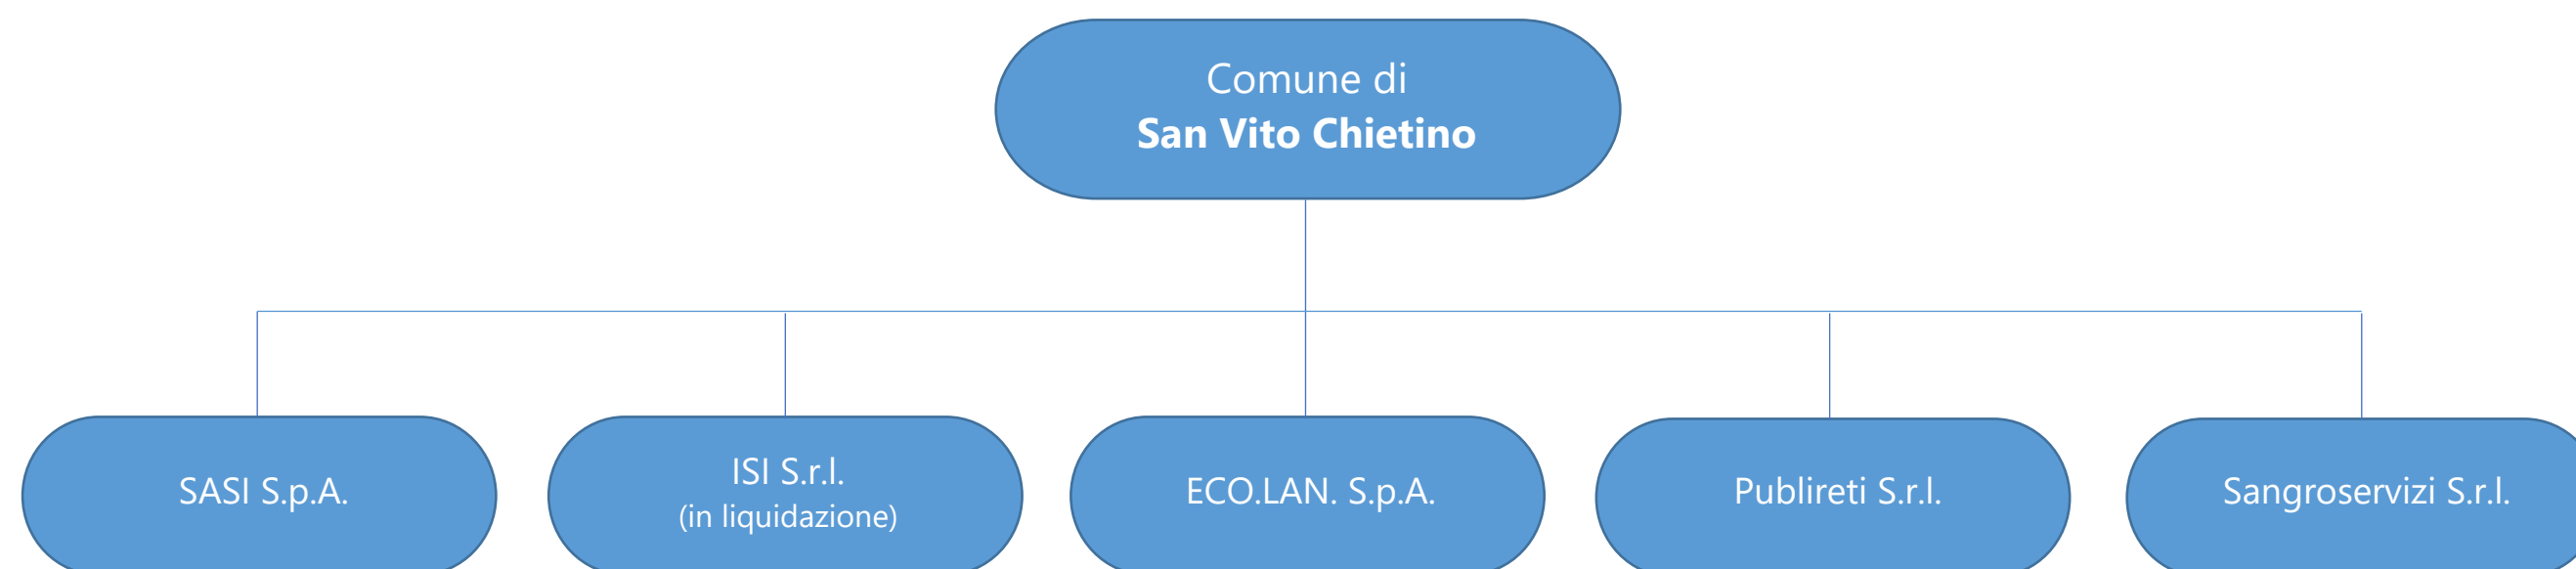 Comune di
San Vito Chietino
SASI S.p.A.
ISI S.r.l.
(in liquidazione)
ECO.LAN. S.p.A.
Publireti S.r.l.
Sangroservizi S.r.l.